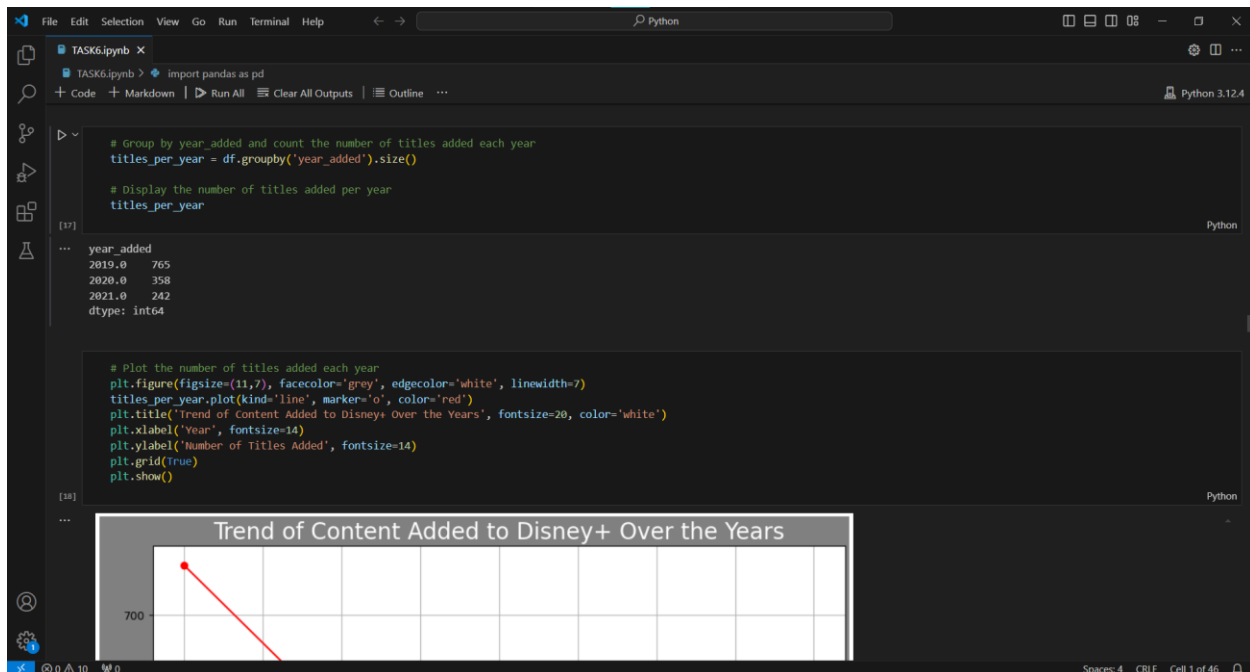 File Edit Selection View Go Run Terminal Help
Python
TASK6.ipynb
TASK6.ipynb > import pandas as pd
+ Code + Markdown | Run All Clear All Outputs | Outline ...
Python 3.12.4
# Group by year_added and count the number of titles added each year
titles_per_year = df.groupby('year_added').size()
# Display the number of titles added per year
titles_per_year
[17]
Python
year_added
2019.0    765
2020.0    358
2021.0    242
dtype: int64
# Plot the number of titles added each year
plt.figure(figsize=(11,7), facecolor='grey', edgecolor='white', linewidth=7)
titles_per_year.plot(kind='line', marker='o', color='red')
plt.title('Trend of Content Added to Disney+ Over the Years', fontsize=20, color='white')
plt.xlabel('Year', fontsize=14)
plt.ylabel('Number of Titles Added', fontsize=14)
plt.grid(True)
plt.show()
[18]
Python
Trend of Content Added to Disney+ Over the Years
700
1
0 10 0
Spaces: 4 CRLF Cell 1 of 46